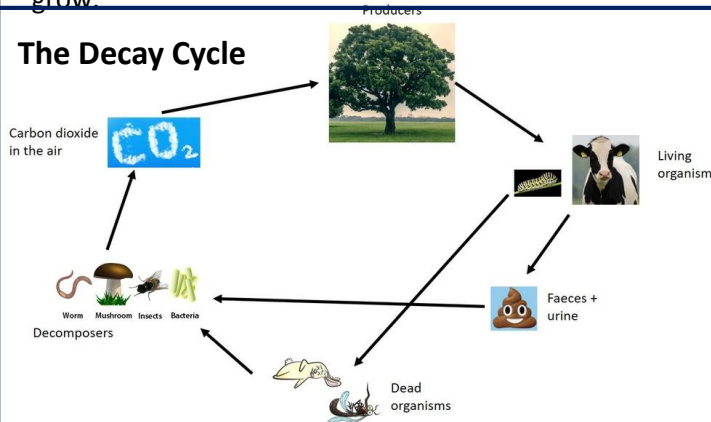 grow.
Producers
The Decay Cycle
Carbon dioxide
in the air
CO2
Living
organism
Worm Mushroom Insects Bacteria
Decomposers
Faeces +
urine
Dead
organisms